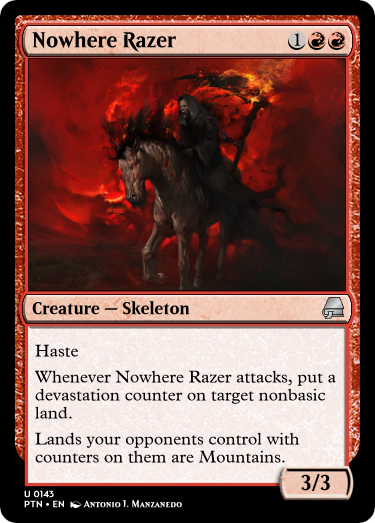 Nowhere Razer 1
Creature — Skeleton
Haste
Whenever Nowhere Razer attacks, put a
devastation counter on target nonbasic
land.
Lands your opponents control with
counters on them are Mountains.
3/3
U 0143
PTN • EN Antonio J. Manzanedo